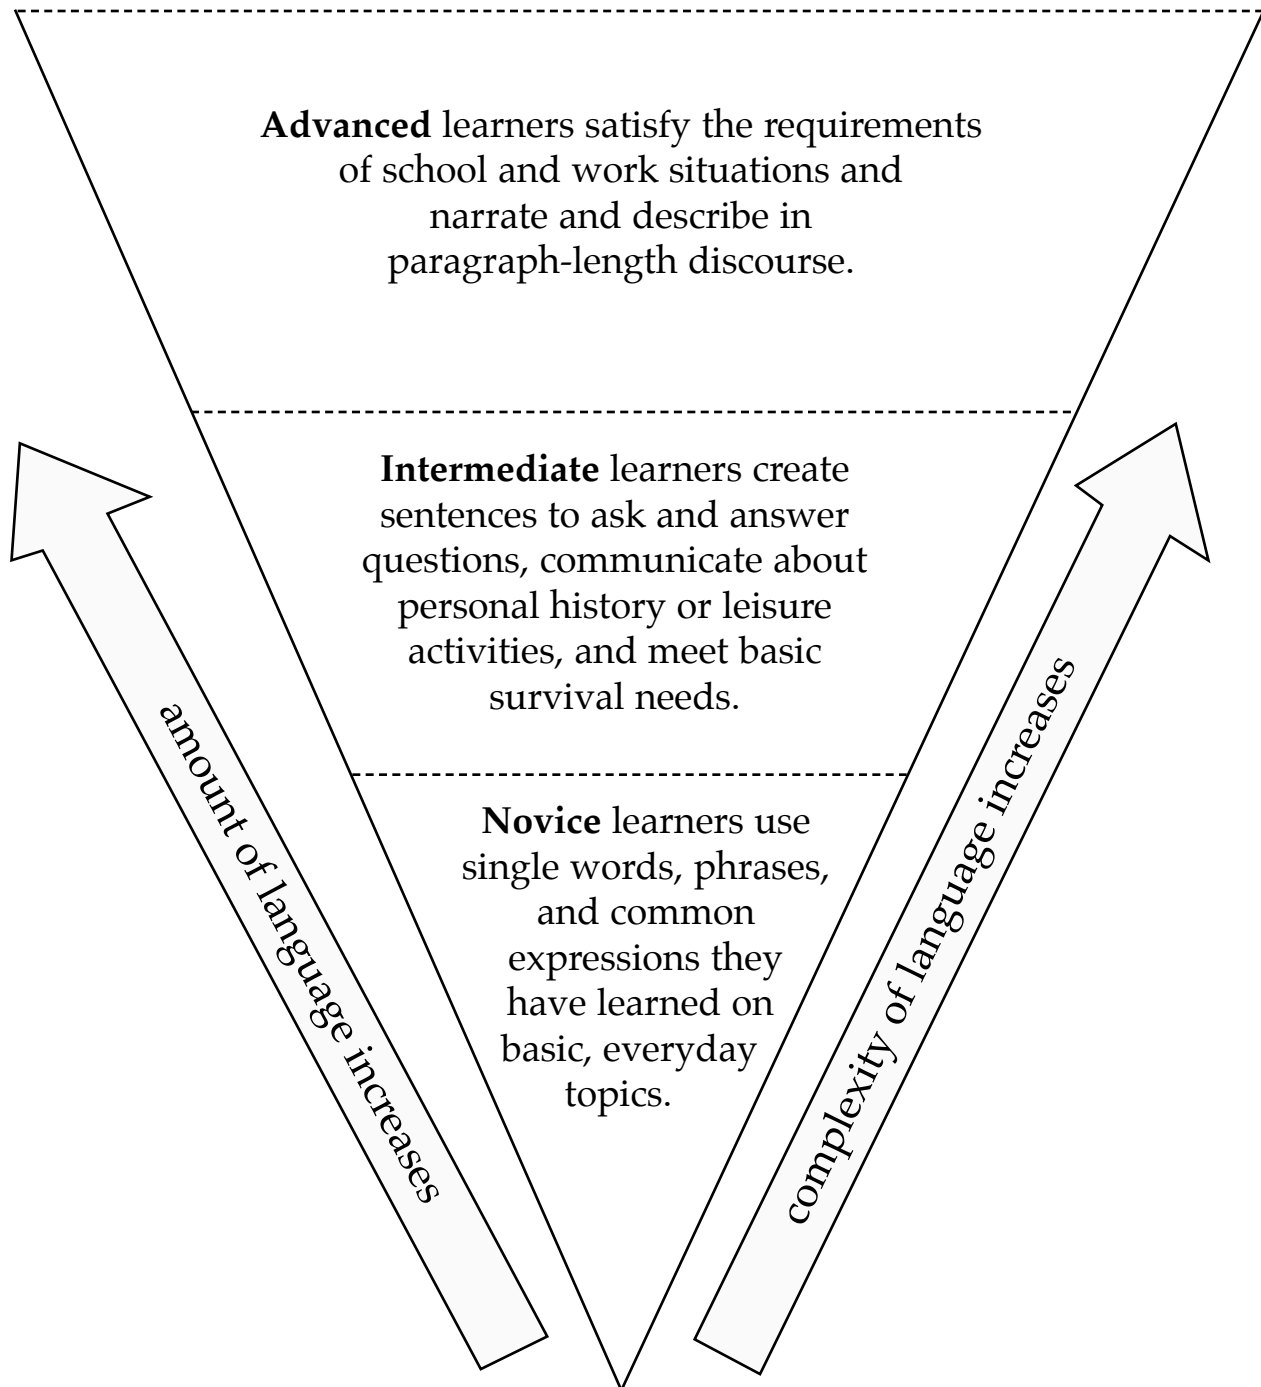 Advanced learners satisfy the requirements
of school and work situations and
narrate and describe in
paragraph-length discourse.
Intermediate learners create
sentences to ask and answer
questions, communicate about
personal history or leisure
activities, and meet basic
survival needs.
Novice learners use
single words, phrases,
and common
expressions they
have learned on
basic, everyday
topics.
amount of language increases
complexity of language increases